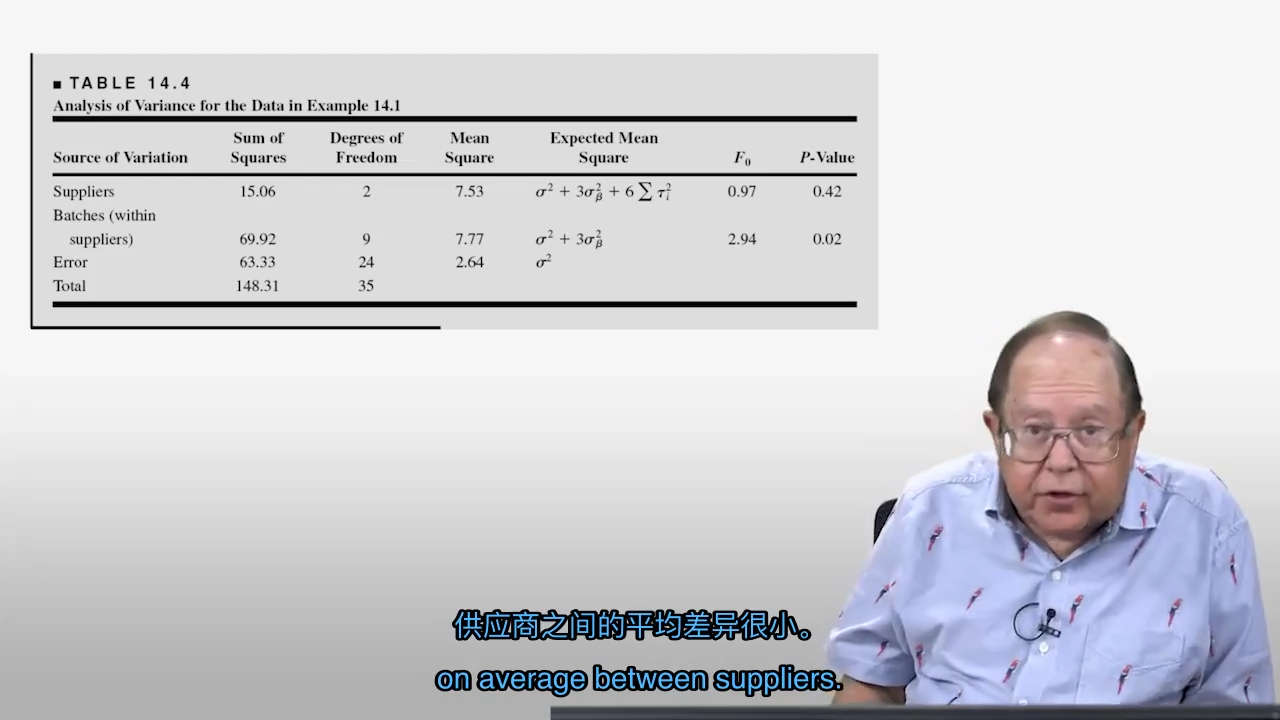 ■ TABLE 14.4
Analysis of Variance for the Data in Example 14.1
Source of Variation Sum of Squares Degrees of Freedom Mean Square Expected Mean Square F₀ P-Value
Suppliers 15.06 2 7.53 σ² + 3σ²β + 6 ∑ τ²ᵢ 0.97 0.42
Batches (within
suppliers) 69.92 9 7.77 σ² + 3σ²β 2.94 0.02
Error 63.33 24 2.64 σ²
Total 148.31 35
供应商之间的平均差异很小。
on average between suppliers.